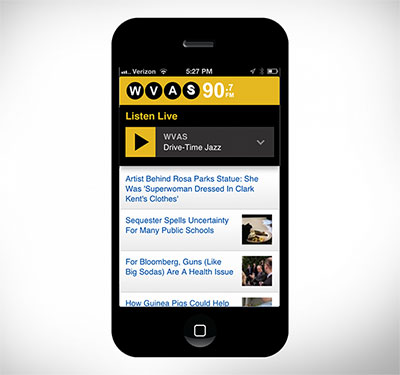 Verizon 5:27 PM
WVAS 90.7 FM
Listen Live
WVAS
Drive-Time Jazz
Artist Behind Rosa Parks Statue: She
Was 'Superwoman Dressed In Clark
Kent's Clothes'
Sequester Spells Uncertainty
For Many Public Schools
For Bloomberg, Guns (Like
Big Sodas) Are A Health Issue
How Guinea Pigs Could Help